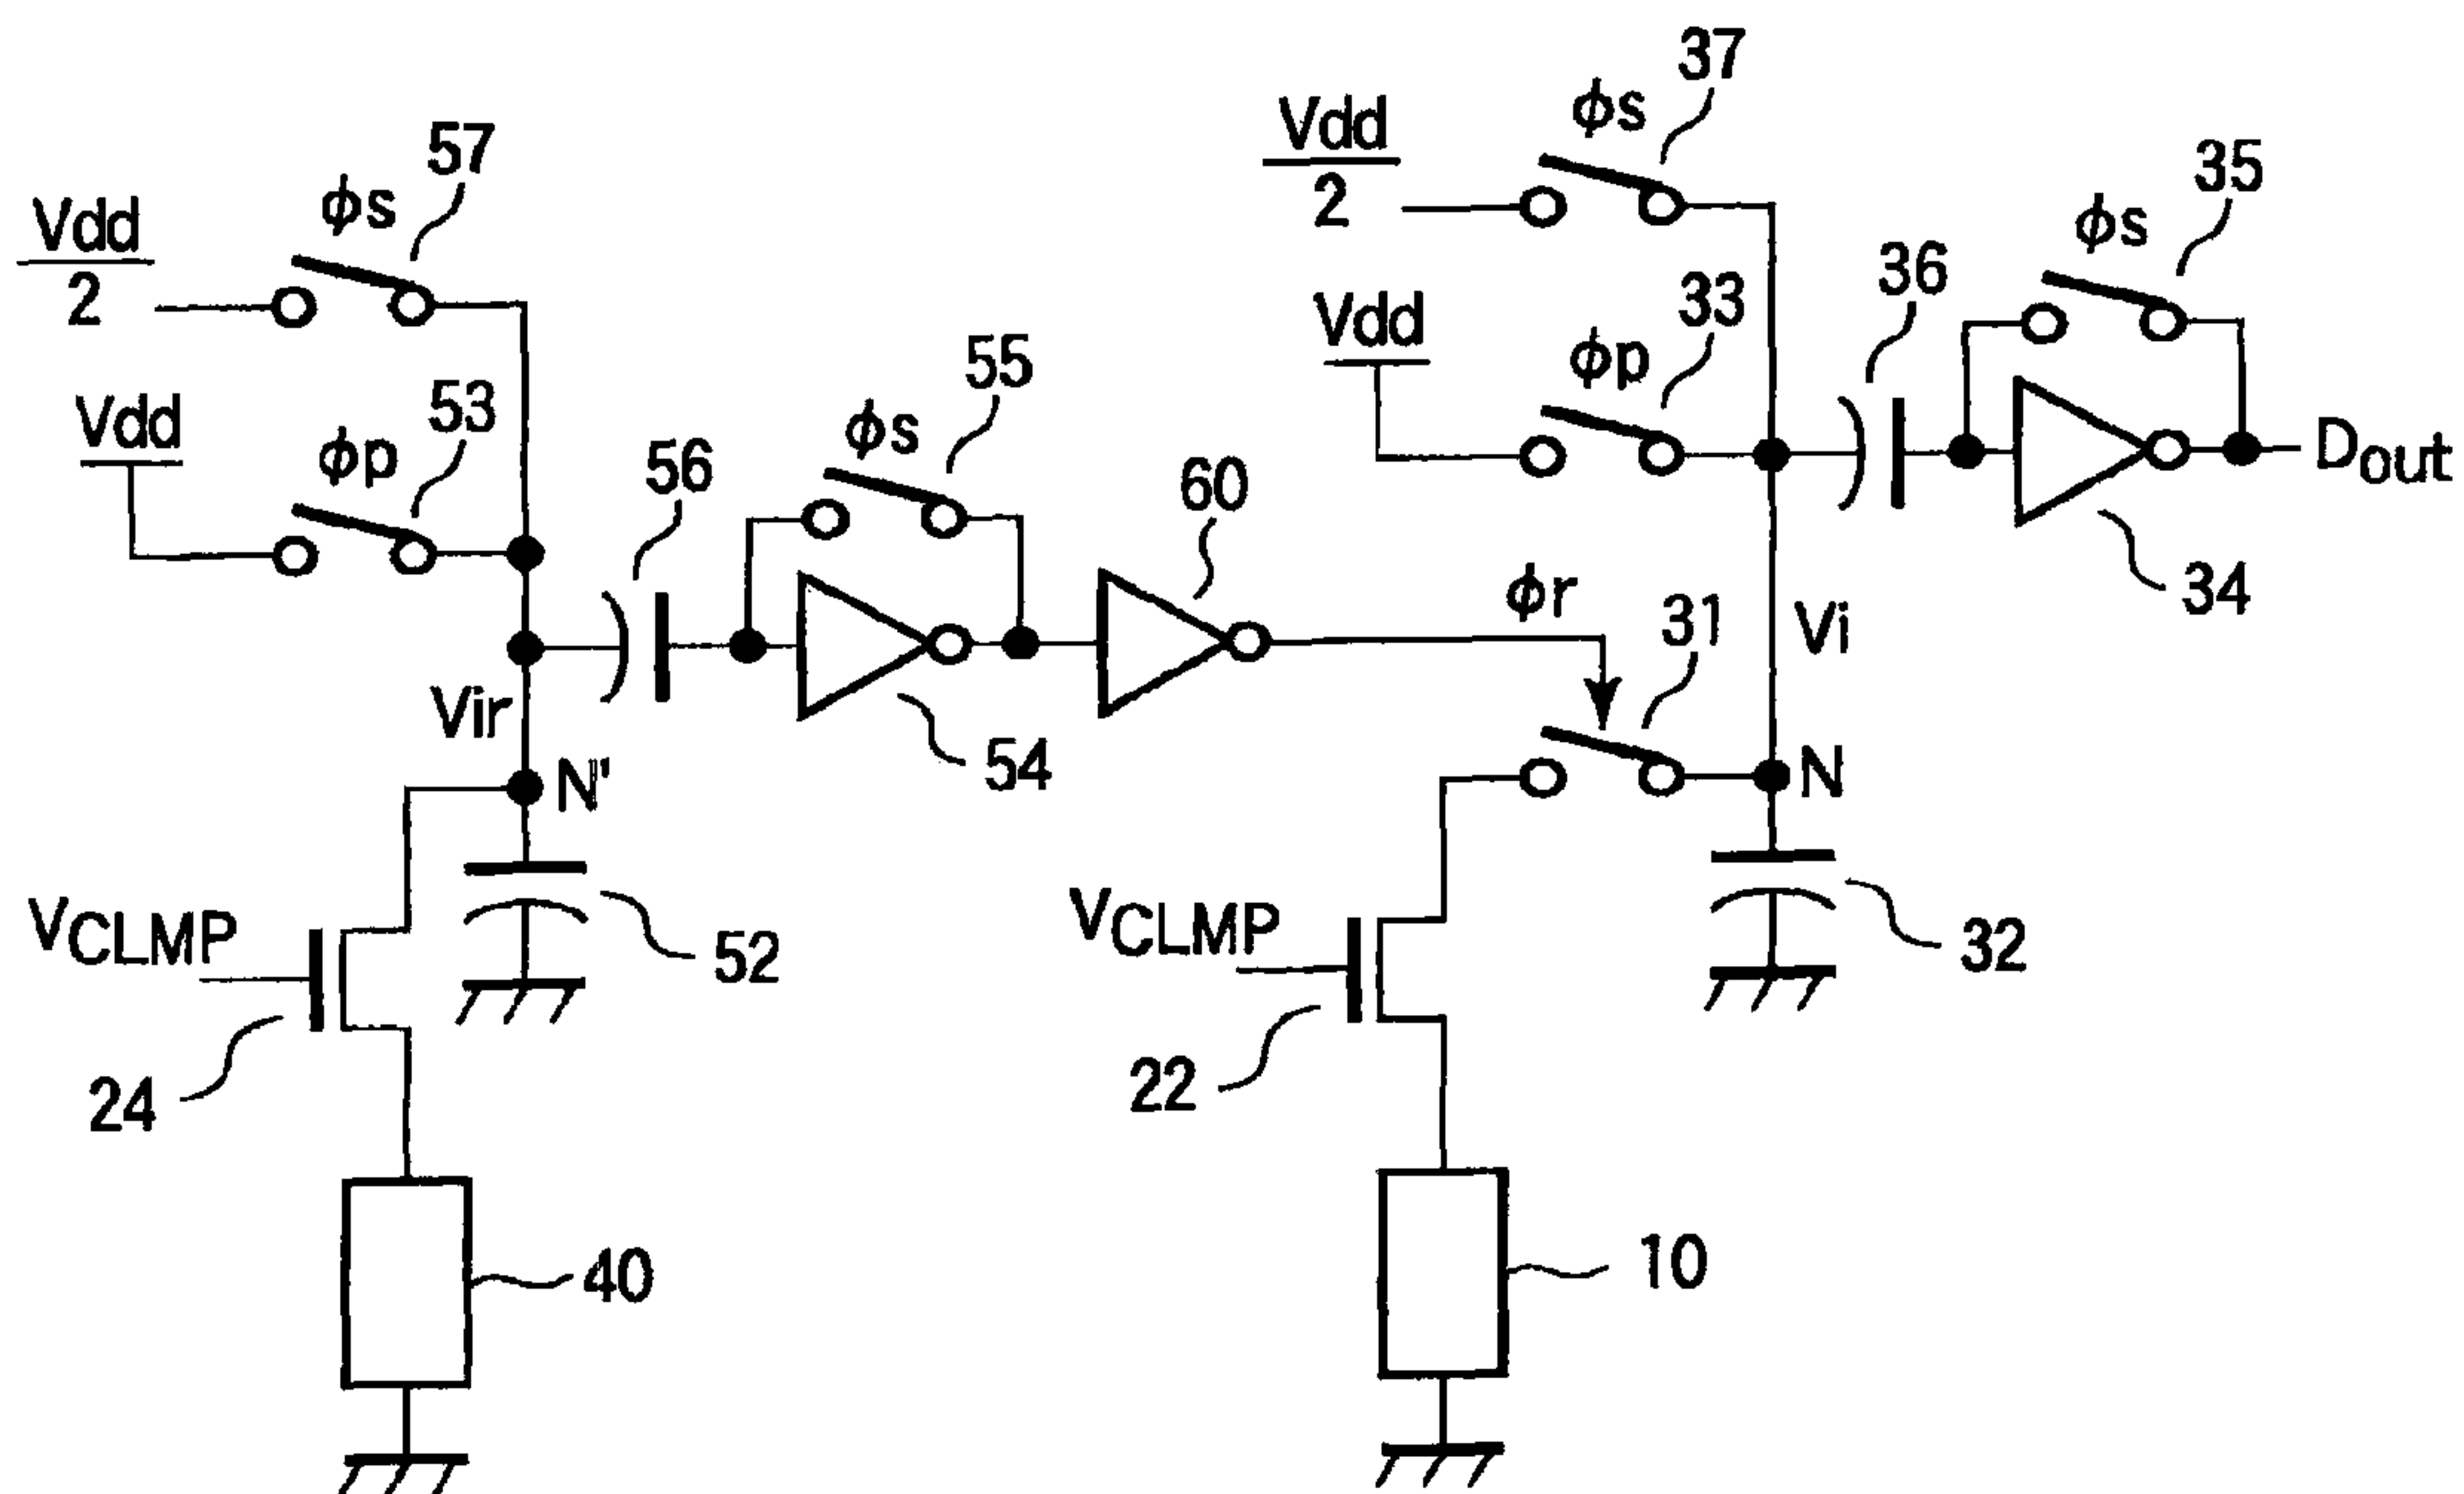 Vdd
2
ϕs
57
Vdd
ϕp
53
56
ϕs
55
60
Vir
N'
54
VCLMP
24
52
40
Vdd
2
ϕs
37
Vdd
ϕp
33
36
ϕs
35
Dout
34
ϕr
31
Vi
N
VCLMP
22
32
10